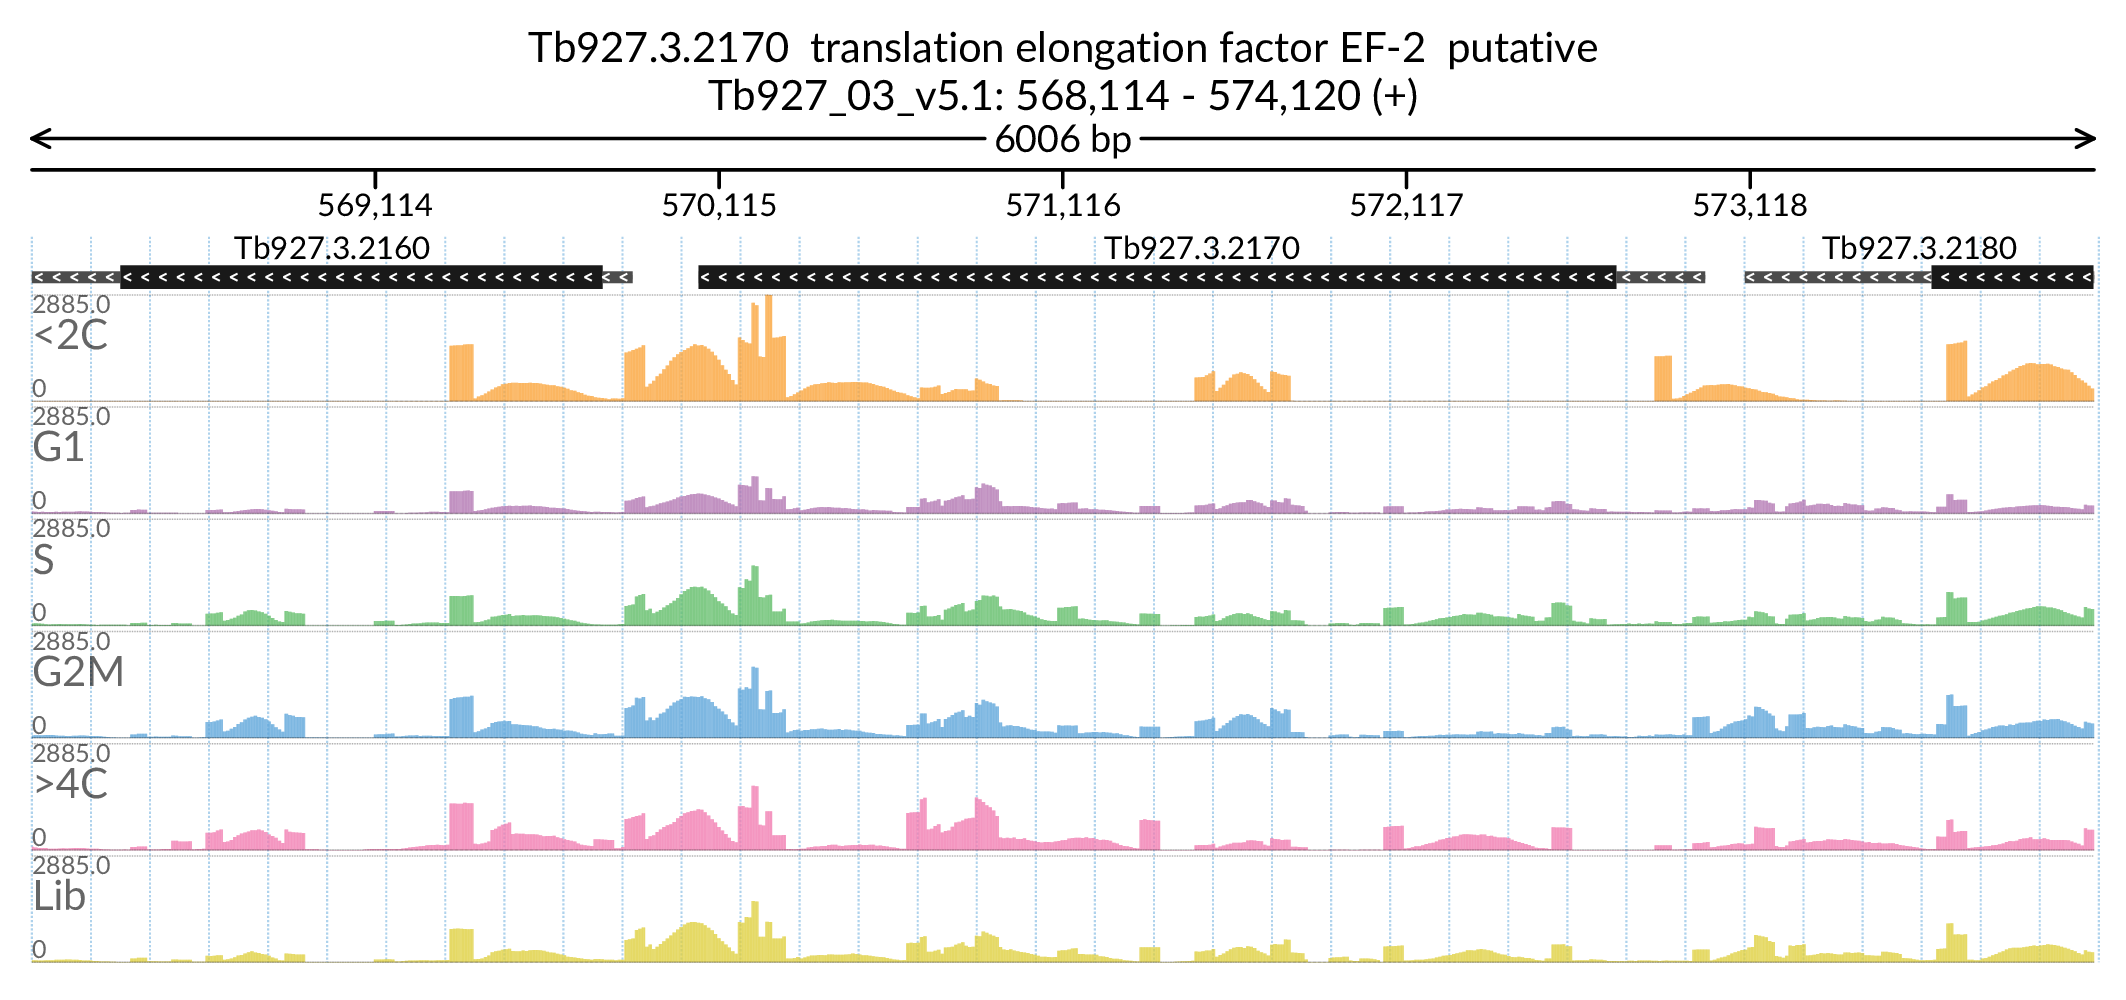 Tb927.3.2170 translation elongation factor EF-2 putative
Tb927_03_v5.1: 568,114 - 574,120 (+)
6006 bp
569,114 570,115 571,116 572,117 573,118
Tb927.3.2160 Tb927.3.2170 Tb927.3.2180
2885.0
<2C
0
2885.0
G1
0
2885.0
S
0
2885.0
G2M
0
2885.0
>4C
0
2885.0
Lib
0